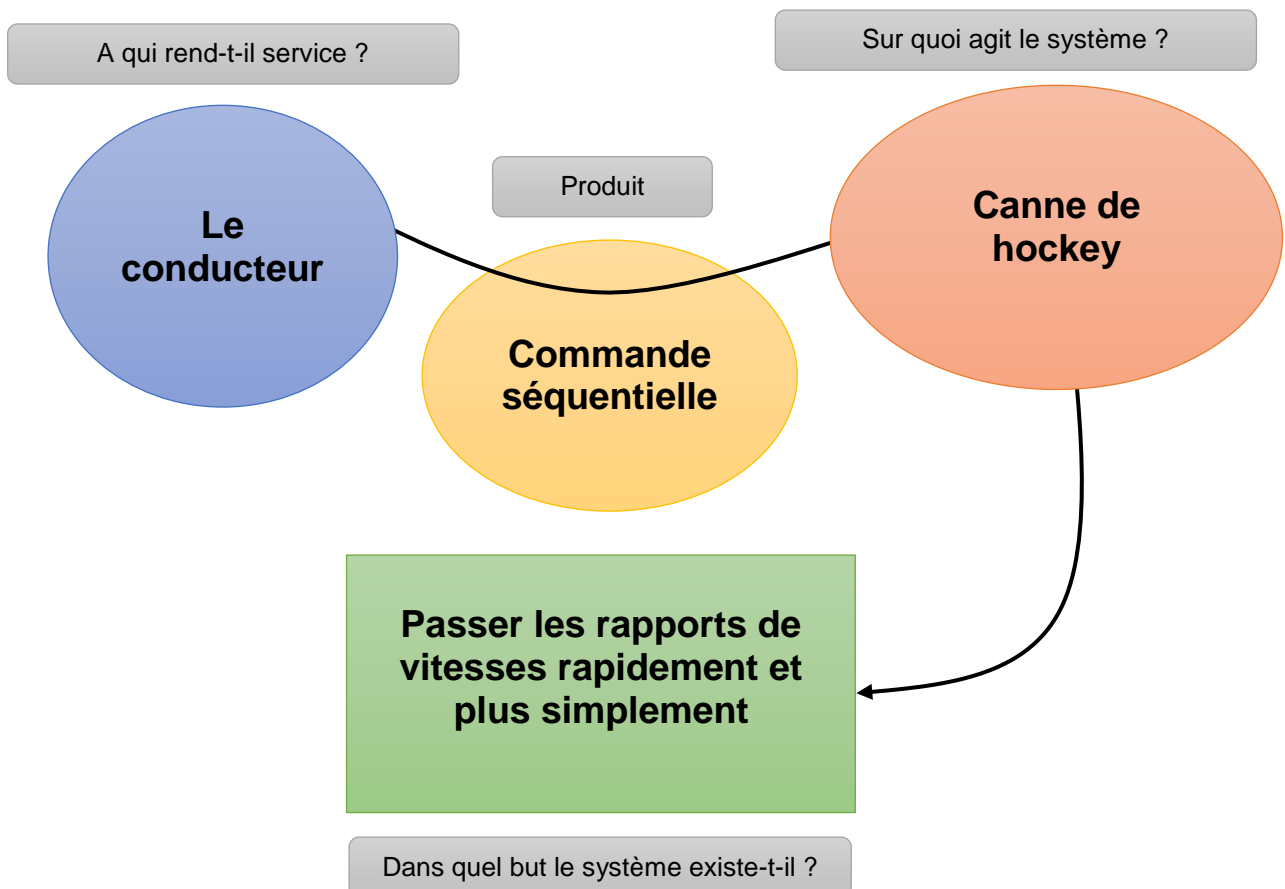 A qui rend-t-il service ?
Sur quoi agit le système ?
Produit
Le
conducteur
Canne de
hockey
Commande
séquentielle
Passer les rapports de
vitesses rapidement et
plus simplement
Dans quel but le système existe-t-il ?